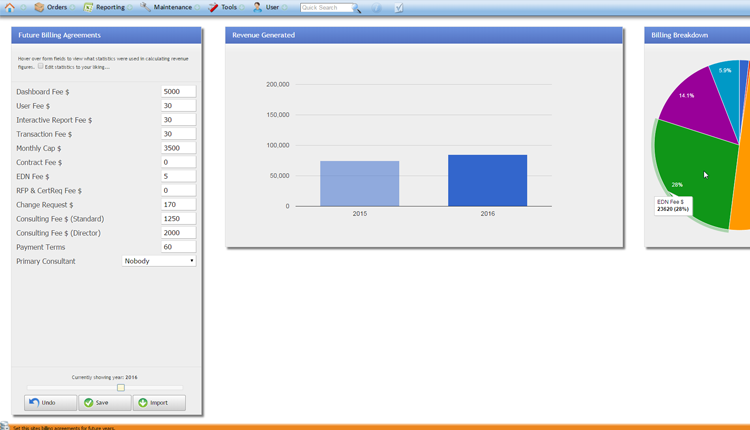 Orders Reporting Maintenance Tools User Quick Search
Future Billing Agreements
Hover over form fields to view what statistics were used in calculating revenue
figures. Edit statistics to your liking....
Dashboard Fee $ 5000
User Fee $ 30
Interactive Report Fee $ 30
Transaction Fee $ 30
Monthly Cap $ 3500
Contract Fee $ 0
EDN Fee $ 5
RFP & CertReq Fee $ 0
Change Request $ 170
Consulting Fee $ (Standard) 1250
Consulting Fee $ (Director) 2000
Payment Terms 60
Primary Consultant Nobody
Currently showing year: 2016
Undo Save Import
Revenue Generated
200,000
150,000
100,000
50,000
0
2015 2016
Billing Breakdown
5.9%
14.1%
28%
EDN Fee $
23620 (28%)
Set this sites billing agreements for future years.